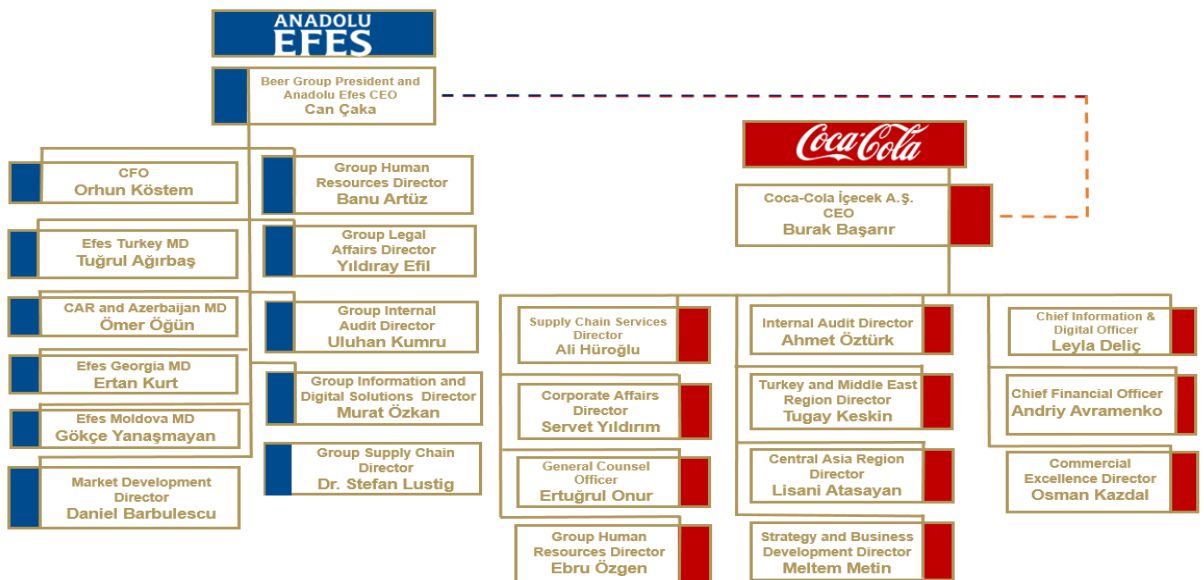 ANADOLU
EFES
Beer Group President and
Anadolu Efes CEO
Can Çaka
CFO
Orhun Köstem
Group Human
Resources Director
Banu Artüz
Efes Turkey MD
Tuğrul Ağırbaş
Group Legal
Affairs Director
Yıldıray Efil
CAR and Azerbaijan MD
Ömer Öğün
Group Internal
Audit Director
Uluhan Kumru
Efes Georgia MD
Ertan Kurt
Group Information and
Digital Solutions Director
Murat Özkan
Efes Moldova MD
Gökçe Yanaşmayan
Group Supply Chain
Director
Dr. Stefan Lustig
Market Development
Director
Daniel Barbulescu
Coca-Cola
Coca-Cola İçecek A.Ş.
CEO
Burak Başarır
Supply Chain Services
Director
Ali Hüroğlu
Corporate Affairs
Director
Servet Yıldırım
General Counsel
Officer
Ertuğrul Onur
Group Human
Resources Director
Ebru Özgen
Internal Audit Director
Ahmet Öztürk
Turkey and Middle East
Region Director
Tugay Keskin
Central Asia Region
Director
Lisani Atasayan
Strategy and Business
Development Director
Meltem Metin
Chief Information &
Digital Officer
Leyla Deliç
Chief Financial Officer
Andriy Avramenko
Commercial
Excellence Director
Osman Kazdal